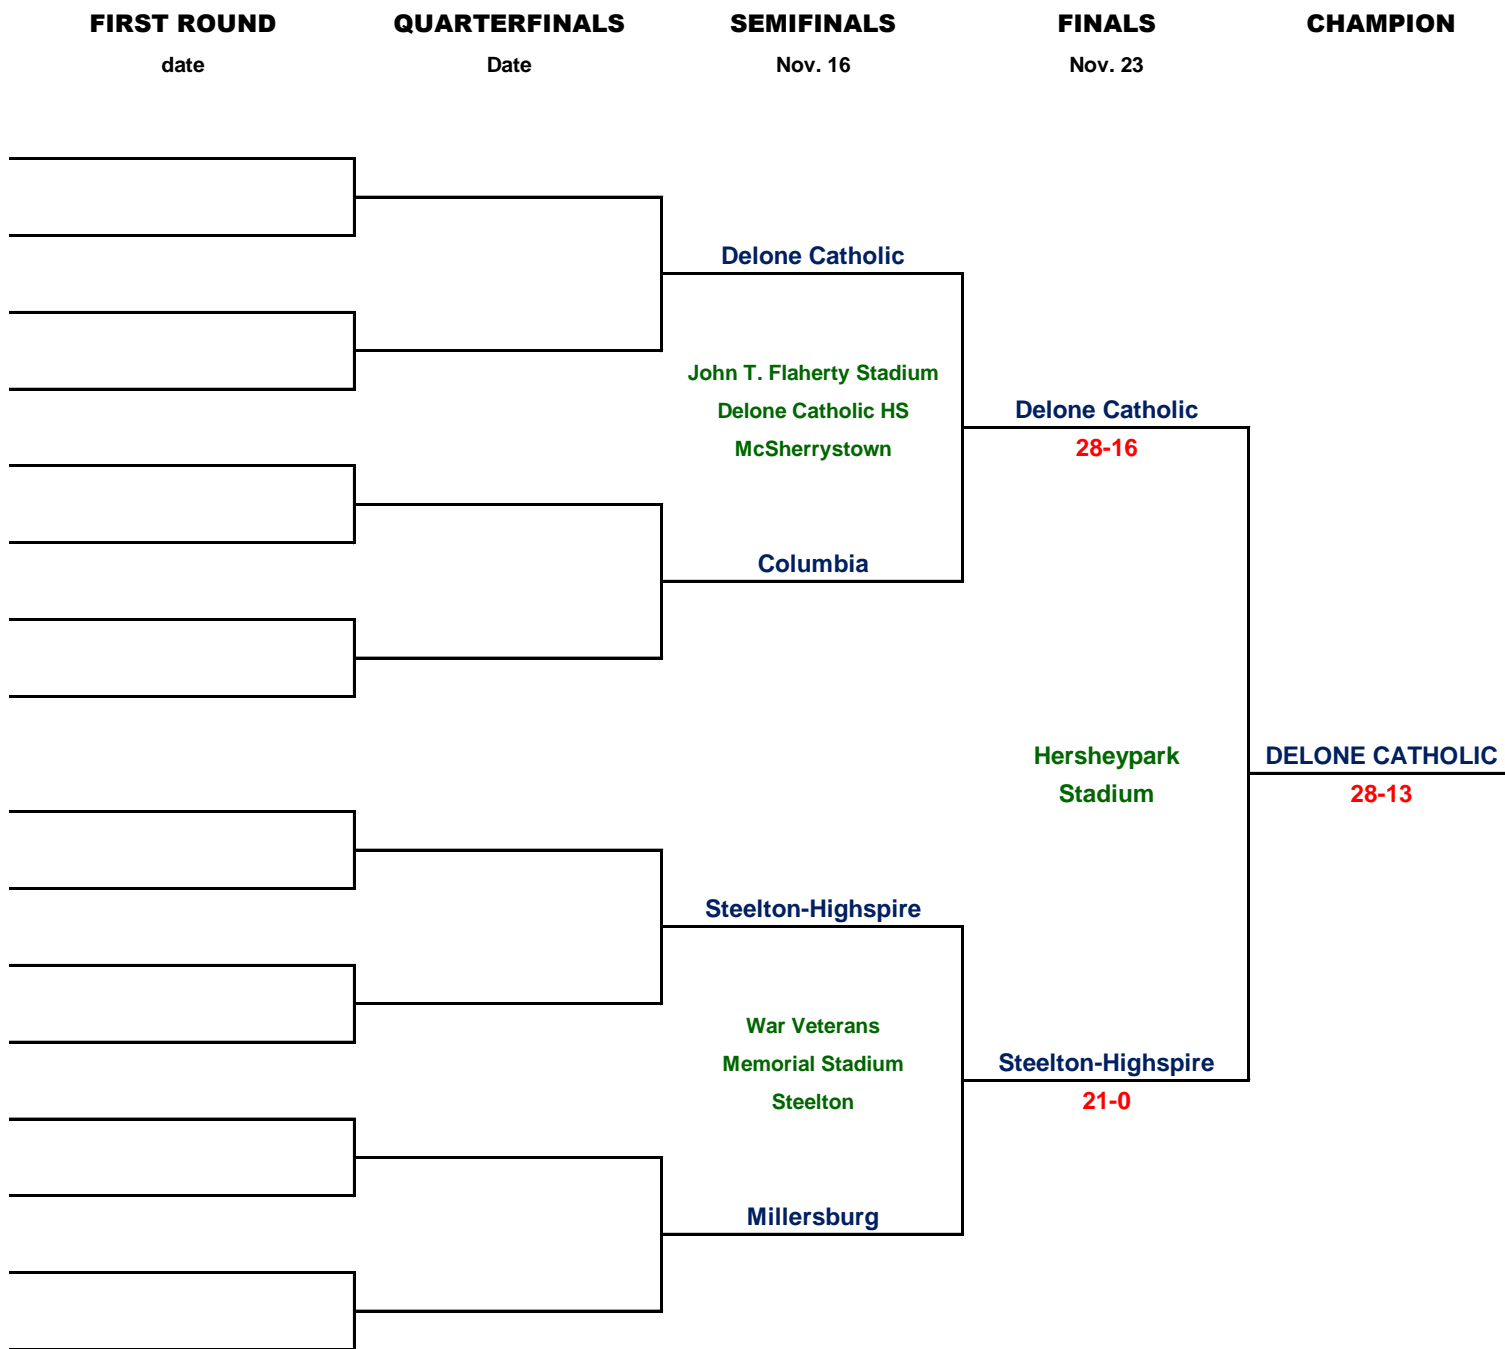 FIRST ROUND QUARTERFINALS SEMIFINALS FINALS CHAMPION
date Date Nov. 16 Nov. 23
Delone Catholic
John T. Flaherty Stadium
Delone Catholic HS
McSherrystown
Delone Catholic
28-16
Columbia
Hersheypark
Stadium
DELONE CATHOLIC
28-13
Steelton-Highspire
War Veterans
Memorial Stadium
Steelton
Steelton-Highspire
21-0
Millersburg